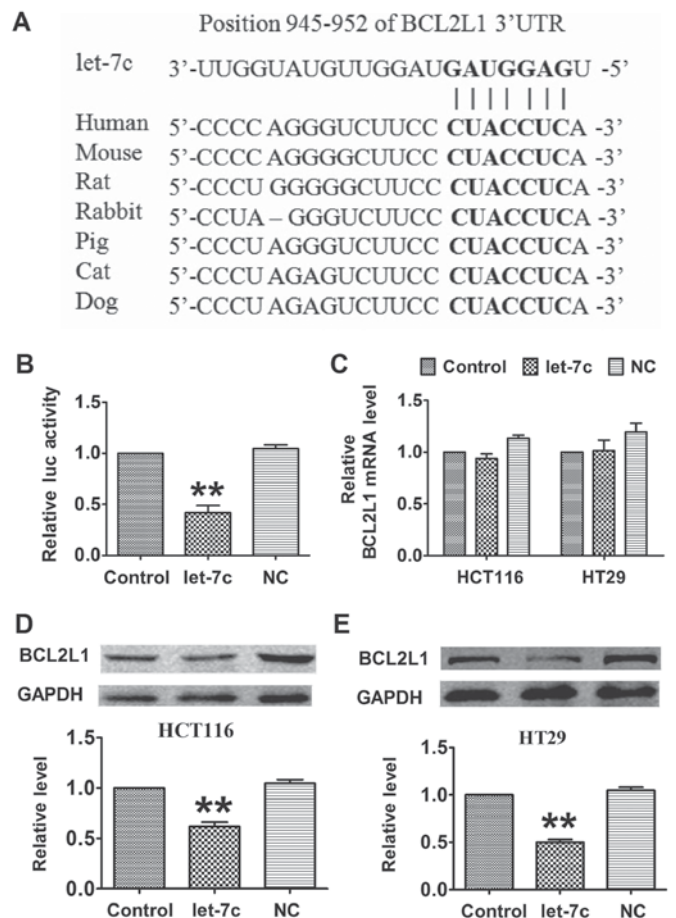 A
Position 945-952 of BCL2L1 3'UTR
let-7c 3'-UUGGUAUGUUGGAUGAUGGAGU -5'
Human 5'-CCCC AGGGUCUUCC CUACCUCA -3'
Mouse 5'-CCCC AGGGGCUUCC CUACCUCA -3'
Rat 5'-CCCU GGGGGCUUCC CUACCUCA -3'
Rabbit 5'-CCUA – GGGUCUUCC CUACCUCA -3'
Pig 5'-CCCU AGGGUCUUCC CUACCUCA -3'
Cat 5'-CCCU AGAGUCUUCC CUACCUCA -3'
Dog 5'-CCCU AGAGUCUUCC CUACCUCA -3'
B
Relative luc activity
1.5
1.0
0.5
0.0
**
Control let-7c NC
C
Control let-7c NC
Relative
BCL2L1 mRNA level
1.5
1.0
0.5
0.0
HCT116 HT29
D
BCL2L1
GAPDH
HCT116
Relative level
1.5
1.0
0.5
0.0
**
Control let-7c NC
E
BCL2L1
GAPDH
HT29
Relative level
1.5
1.0
0.5
0.0
**
Control let-7c NC